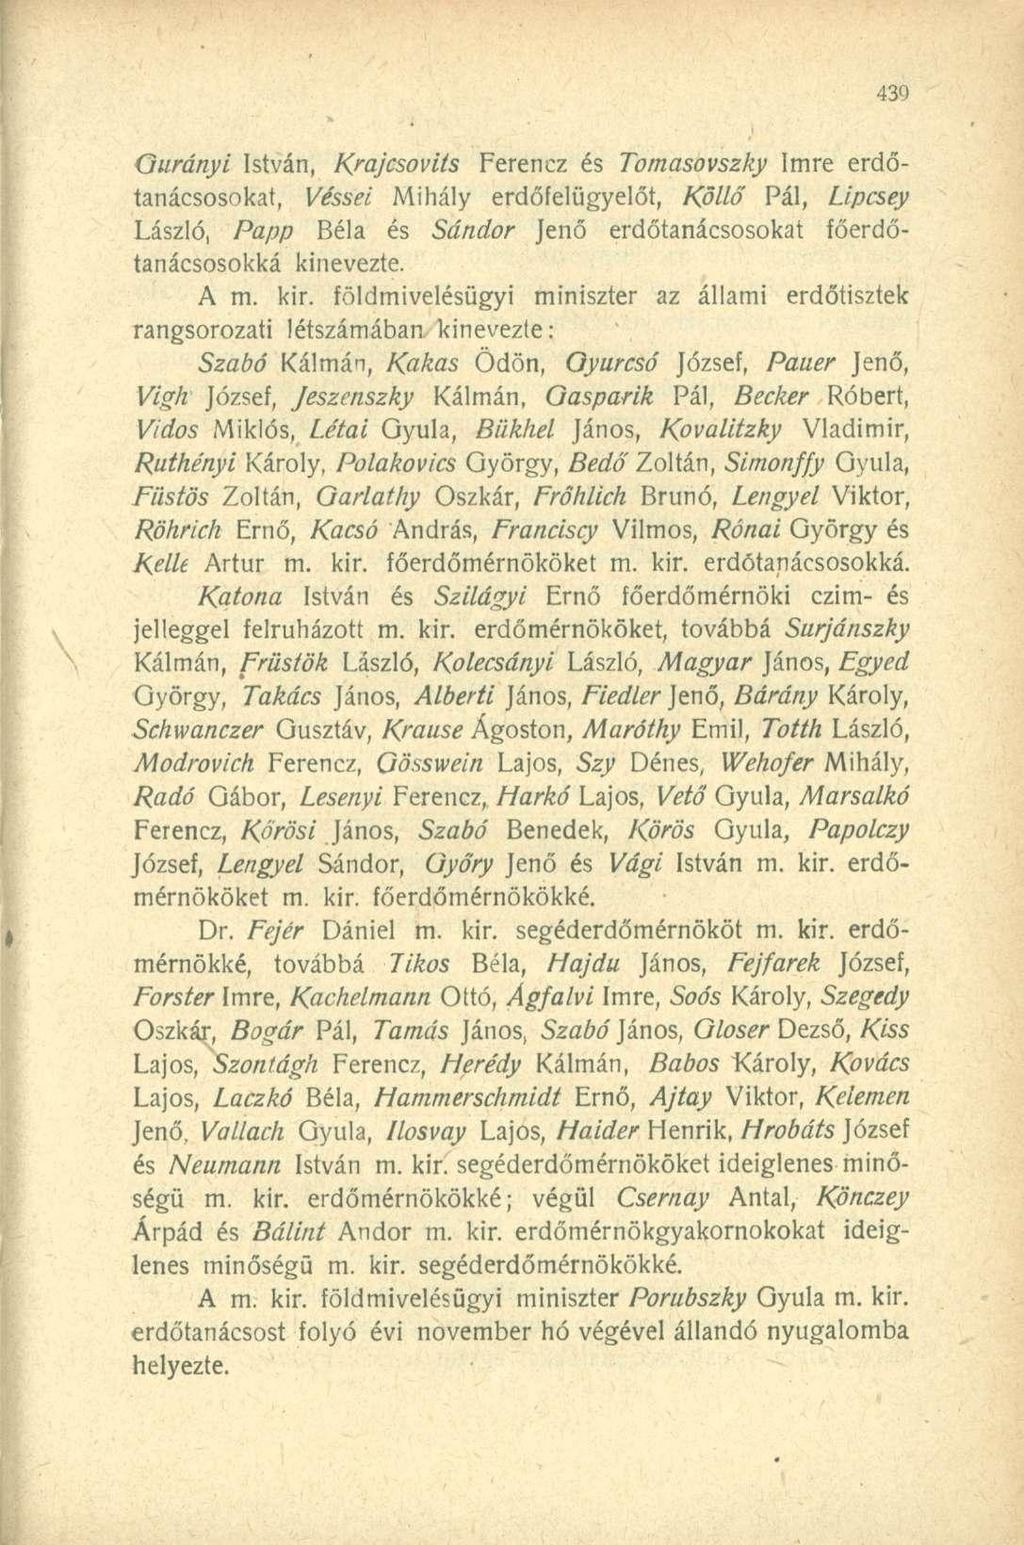 439
Gurányi István, Krajcsovits Ferencz és Tomasovszky Imre erdő-
tanácsosokat, Véssei Mihály erdőfelügyelőt, Köllő Pál, Lipcsey
László, Papp Béla és Sándor Jenő erdőtanácsosokat főerdő-
tanácsosokká kinevezte.
A m. kir. földmivelésügyi miniszter az állami erdőtisztek
rangsorozati létszámában kinevezte:
Szabó Kálmán, Kakas Ödön, Gyurcsó József, Pauer Jenő,
Vigh József, Jeszenszky Kálmán, Gasparik Pál, Becker Róbert,
Vidos Miklós, Létai Gyula, Bükhel János, Kovalitzky Vladimir,
Ruthényi Károly, Polakovics György, Bedő Zoltán, Simonffy Gyula,
Füstös Zoltán, Garlathy Oszkár, Fröhlich Brunó, Lengyel Viktor,
Röhrich Ernő, Kacsó András, Franciscy Vilmos, Rónai György és
Kelle Artur m. kir. főerdőmérnököket m. kir. erdőtanácsosokká.
Katona István és Szilágyi Ernő főerdőmérnöki czim- és
jelleggel felruházott m. kir. erdőmérnököket, továbbá Surjánszky
Kálmán, Früstök László, Kolecsányi László, Magyar János, Egyed
György, Takács János, Alberti János, Fiedler Jenő, Bárány Károly,
Schwanczer Gusztáv, Krause Ágoston, Maróthy Emil, Totth László,
Modrovich Ferencz, Gösswein Lajos, Szy Dénes, Wehofer Mihály,
Radó Gábor, Lesenyi Ferencz, Harkó Lajos, Vető Gyula, Marsalkó
Ferencz, Kőrösi János, Szabó Benedek, Körös Gyula, Papolczy
József, Lengyel Sándor, Győry Jenő és Vági István m. kir. erdő-
mérnököket m. kir. főerdőmérnökökké.
Dr. Fejér Dániel m. kir. segéderdőmérnököt m. kir. erdő-
mérnökké, továbbá Tikos Béla, Hajdu János, Fejfarek József,
Forster Imre, Kachelmann Ottó, Ágfalvi Imre, Soós Károly, Szegedy
Oszkár, Bogár Pál, Tamás János, Szabó János, Gloser Dezső, Kiss
Lajos, Szontágh Ferencz, Herédy Kálmán, Babos Károly, Kovács
Lajos, Laczkó Béla, Hammerschmidt Ernő, Ajtay Viktor, Kelemen
Jenő, Vallach Gyula, Ilosvay Lajos, Haider Henrik, Hrobáts József
és Neumann István m. kir. segéderdőmérnököket ideiglenes minő-
ségü m. kir. erdőmérnökökké; végül Csernay Antal, Könczey
Árpád és Bálint Andor m. kir. erdőmérnökgyakornokokat ideig-
lenes minőségü m. kir. segéderdőmérnökökké.
A m. kir. földmivelésügyi miniszter Porubszky Gyula m. kir.
erdőtanácsost folyó évi november hó végével állandó nyugalomba
helyezte.